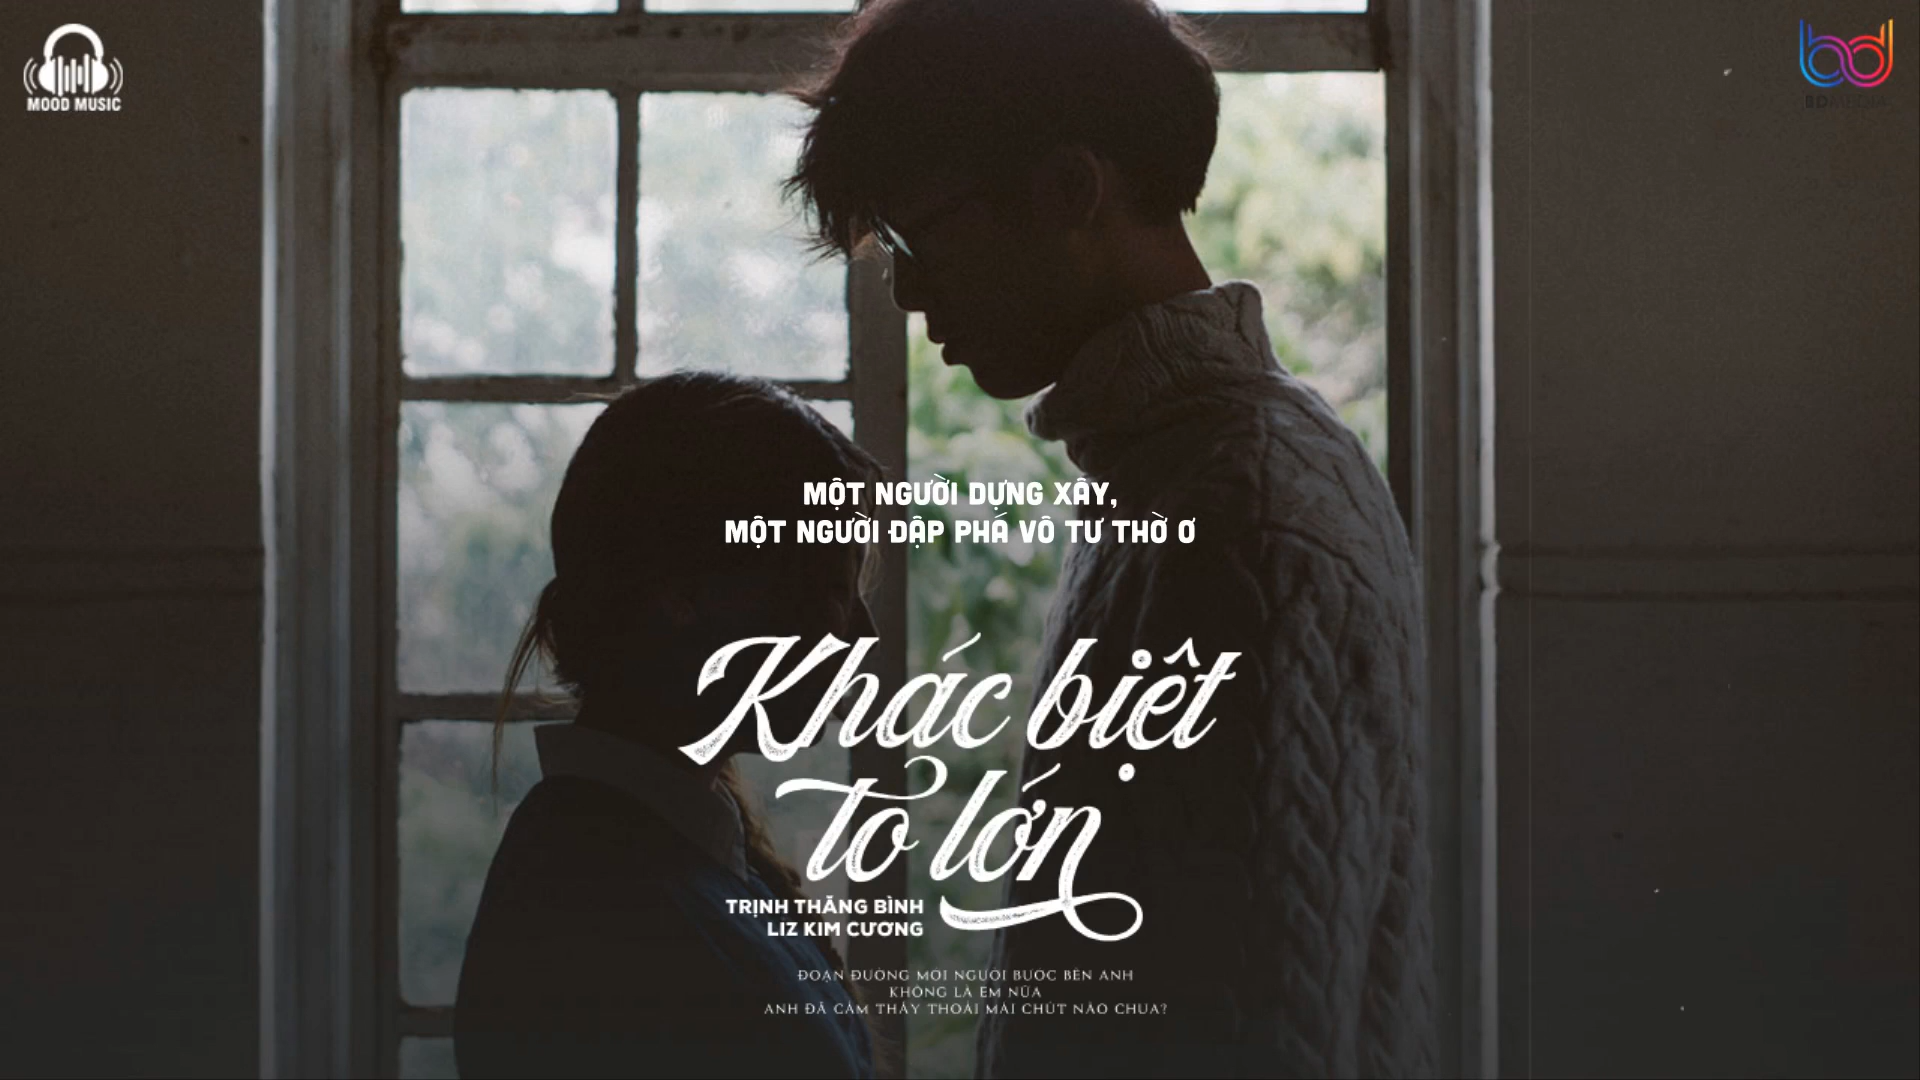 MOOD MUSIC
bd
BDMEDIA
MỘT NGƯỜI DỰNG XÂY,
MỘT NGƯỜI ĐẬP PHÁ VÔ TƯ THỜ Ơ
Khác biệt
to lớn
TRỊNH THĂNG BÌNH
LIZ KIM CƯƠNG
ĐOẠN ĐƯỜNG MỚI NGƯỜI BƯỚC BÊN ANH
KHÔNG LÀ EM NỮA
ANH ĐÃ CẢM THẤY THOẢI MÁI CHÚT NÀO CHƯA?